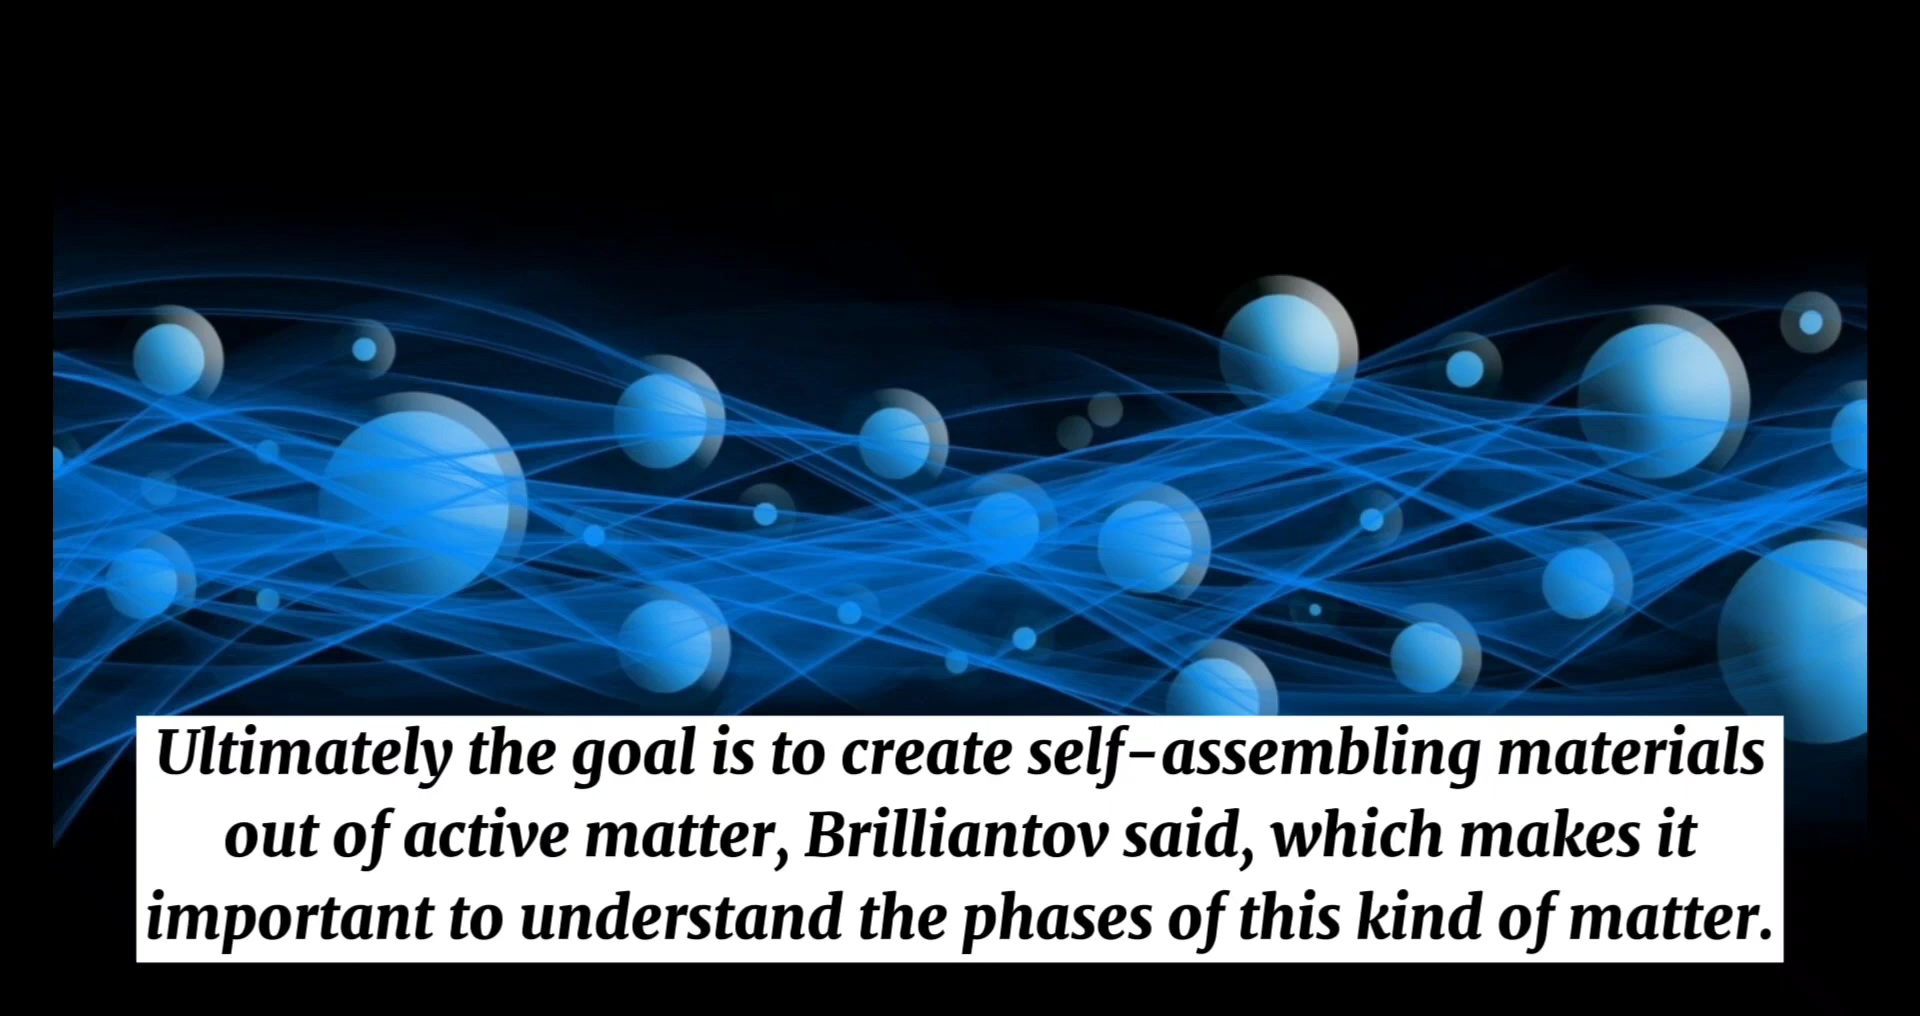 Ultimately the goal is to create self-assembling materials
out of active matter, Brilliantov said, which makes it
important to understand the phases of this kind of matter.